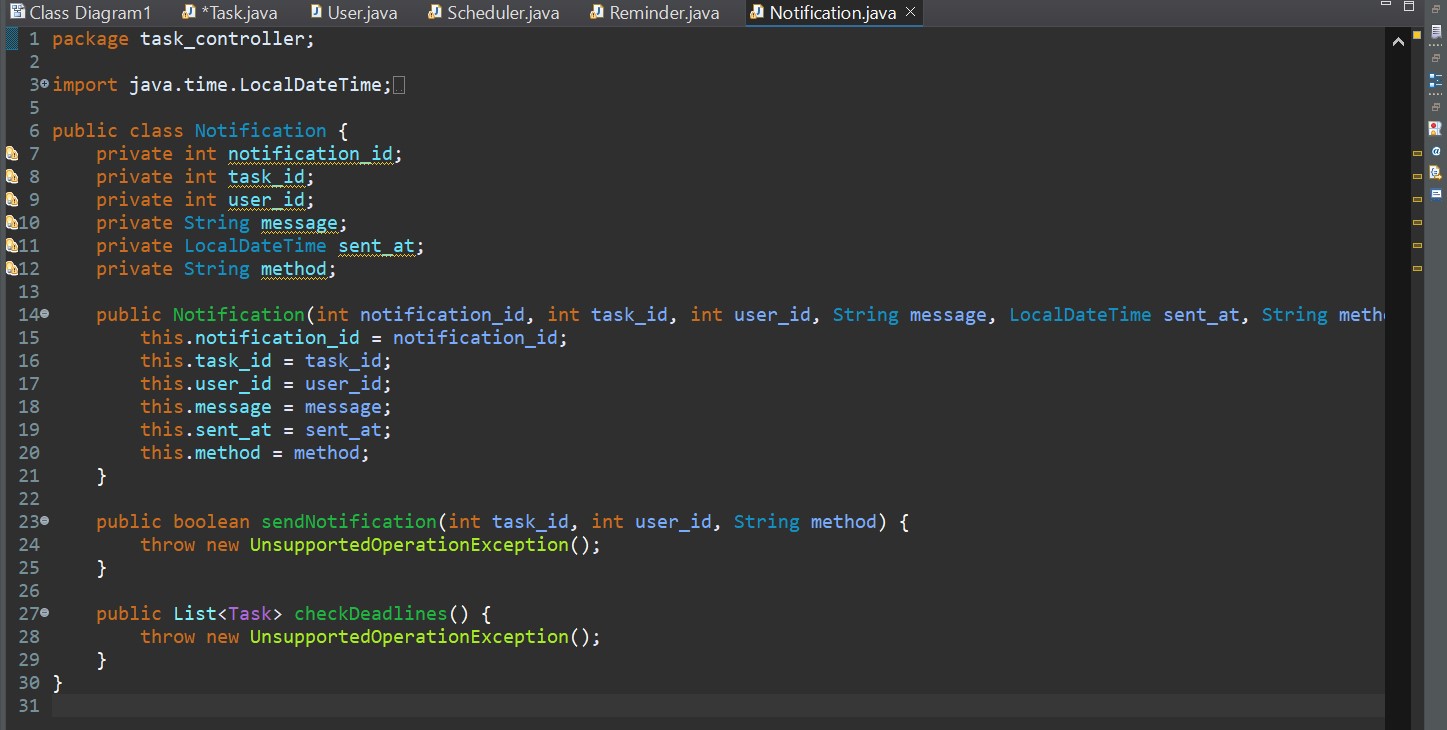 Class Diagram1 *Task.java User.java Scheduler.java Reminder.java Notification.java
1 package task_controller;
2
3 import java.time.LocalDateTime;
5
6 public class Notification {
7 private int notification_id;
8 private int task_id;
9 private int user_id;
10 private String message;
11 private LocalDateTime sent_at;
12 private String method;
13
14 public Notification(int notification_id, int task_id, int user_id, String message, LocalDateTime sent_at, String meth
15 this.notification_id = notification_id;
16 this.task_id = task_id;
17 this.user_id = user_id;
18 this.message = message;
19 this.sent_at = sent_at;
20 this.method = method;
21 }
22
23 public boolean sendNotification(int task_id, int user_id, String method) {
24 throw new UnsupportedOperationException();
25 }
26
27 public List<Task> checkDeadlines() {
28 throw new UnsupportedOperationException();
29 }
30 }
31